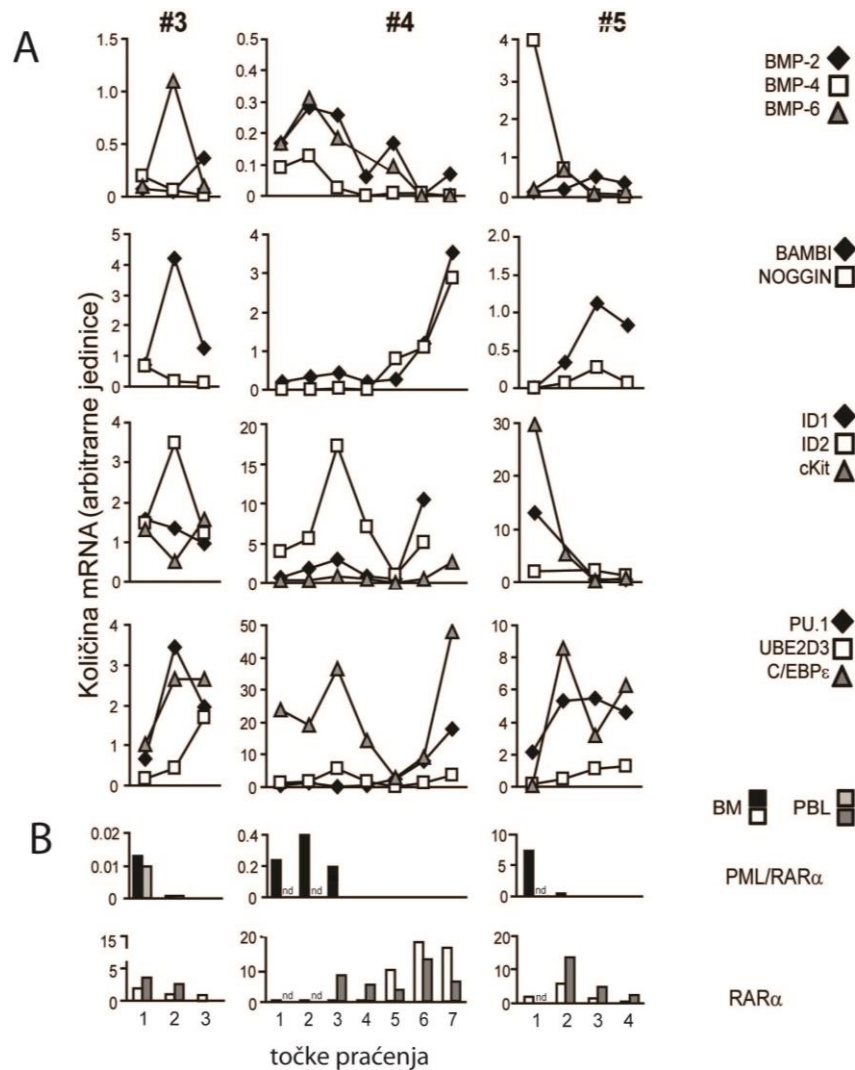 #3 #4 #5
A
1.5 0.5 4
1.0 0.4 3
0.3 2
0.5 0.2 1
0.1
0 0 0
BMP-2
BMP-4
BMP-6
5 4 2.0
4 3 1.5
3 2 1.0
2 1 0.5
1
0 0 0
BAMBI
NOGGIN
Količina mRNA (arbitrarne jedinice)
4 20 30
3 15
2 10 20
1 5 10
0 0 0
ID1
ID2
cKit
4 50 10
3 40 8
2 30 6
1 20 4
10 2
0 0 0
PU.1
UBE2D3
C/EBPε
BM PBL
B
0.02 0.4 10
0.01 0.2 5
0 0 0
nd nd nd
PML/RARα
15 20 20
5 10 10
0 0 0
nd nd nd
RARα
1 2 3 1 2 3 4 5 6 7 1 2 3 4
točke praćenja